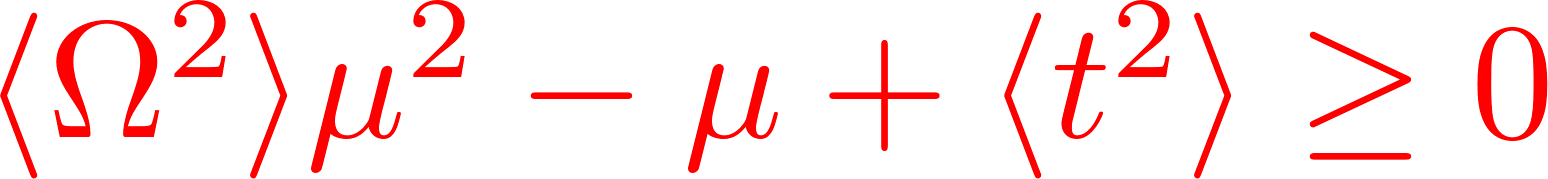 ⟨Ω²⟩μ² − μ + ⟨t²⟩ ≥ 0